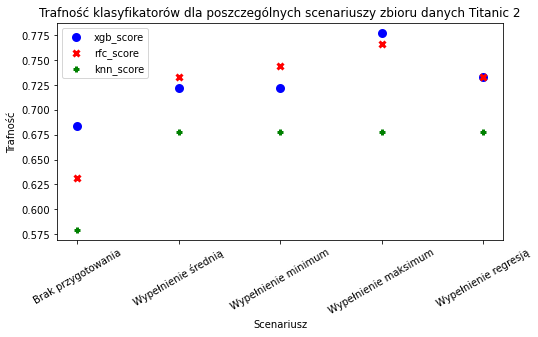 Trafność klasyfikatorów dla poszczególnych scenariuszy zbioru danych Titanic 2
xgb_score
rfc_score
knn_score
Trafność
0.775
0.750
0.725
0.700
0.675
0.650
0.625
0.600
0.575
Brak przygotowania
Wypełnienie średnią
Wypełnienie minimum
Wypełnienie maksimum
Wypełnienie regresją
Scenariusz